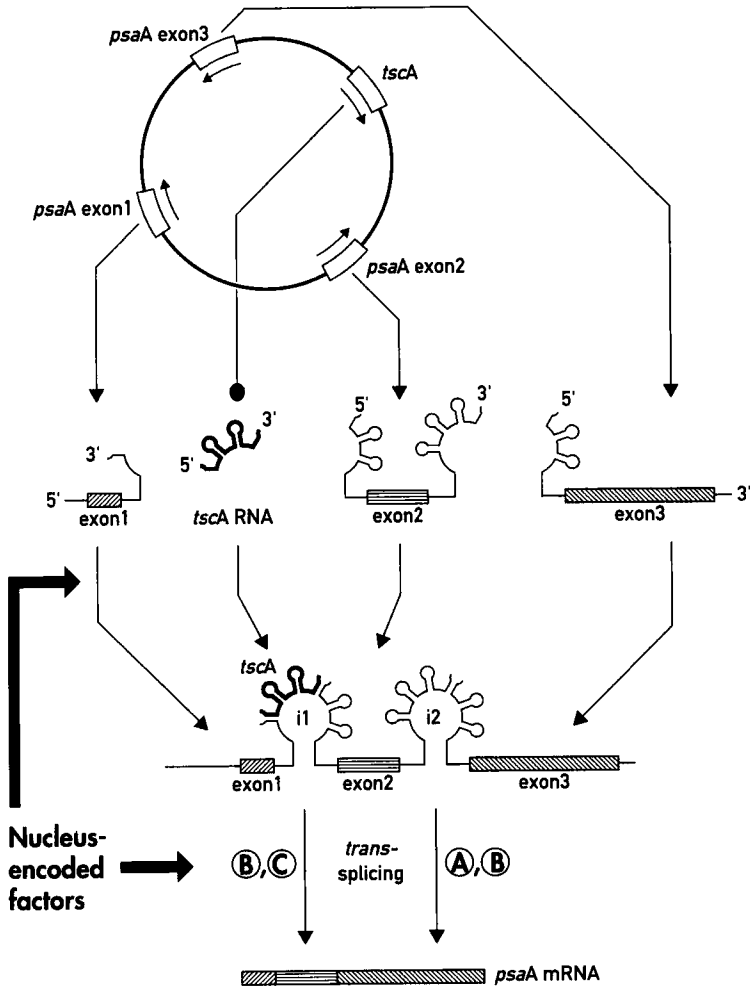 psaA exon3
tscA
psaA exon1
psaA exon2
3'
5'
exon1
3'
5'
tscA RNA
5'
3'
exon2
5'
3'
exon3
tscA
i1
i2
exon1
exon2
exon3
Nucleus-
encoded
factors
B, C
trans-
splicing
A, B
psaA mRNA